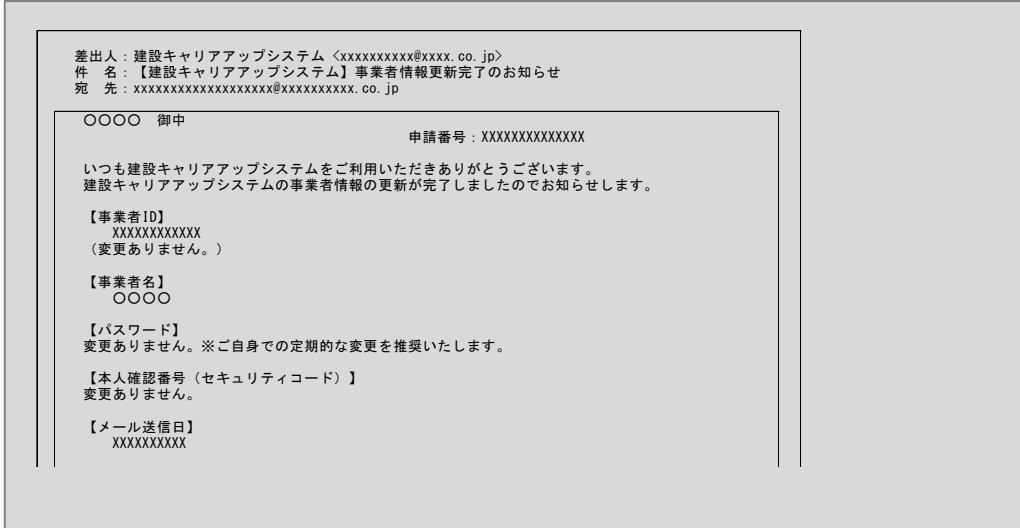 差出人：建設キャリアアップシステム <xxxxxxxxxx@xxxx.co.jp>
件　名：【建設キャリアアップシステム】事業者情報更新完了のお知らせ
宛　先：xxxxxxxxxxxxxxxxxxx@xxxxxxxxxx.co.jp
〇〇〇〇　御中
申請番号：XXXXXXXXXXXXXX
いつも建設キャリアアップシステムをご利用いただきありがとうございます。
建設キャリアアップシステムの事業者情報の更新が完了しましたのでお知らせします。
【事業者ID】
XXXXXXXXXXXX
（変更ありません。）
【事業者名】
〇〇〇〇
【パスワード】
変更ありません。※ご自身での定期的な変更を推奨いたします。
【本人確認番号（セキュリティコード）】
変更ありません。
【メール送信日】
XXXXXXXXXX